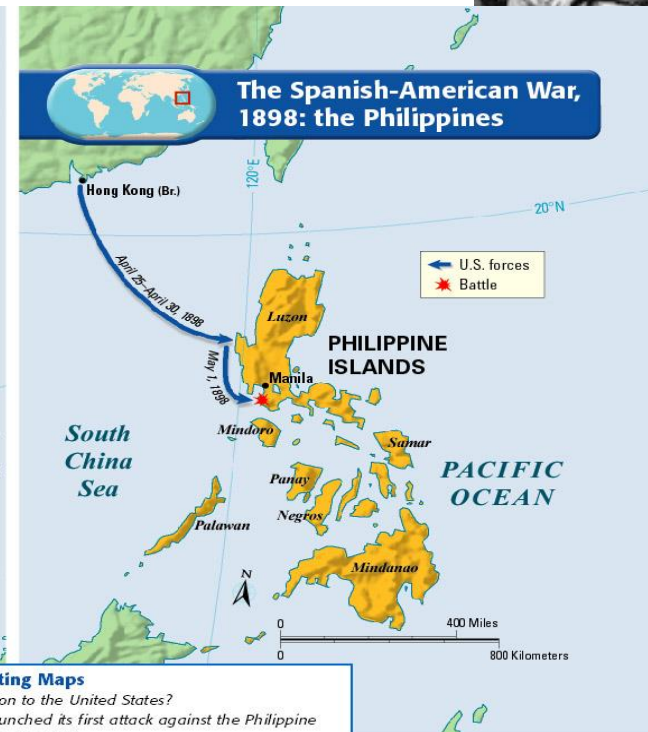 The Spanish-American War,
1898: the Philippines
Hong Kong (Br.)
120°E
20°N
April 25–April 30, 1898
U.S. forces
Battle
Luzon
PHILIPPINE
ISLANDS
May 1, 1898
Manila
Mindoro
South
China
Sea
Samar
PACIFIC
OCEAN
Panay
Negros
Palawan
Mindanao
N
0 400 Miles
0 800 Kilometers
ting Maps
on to the United States?
unched its first attack against the Philippine